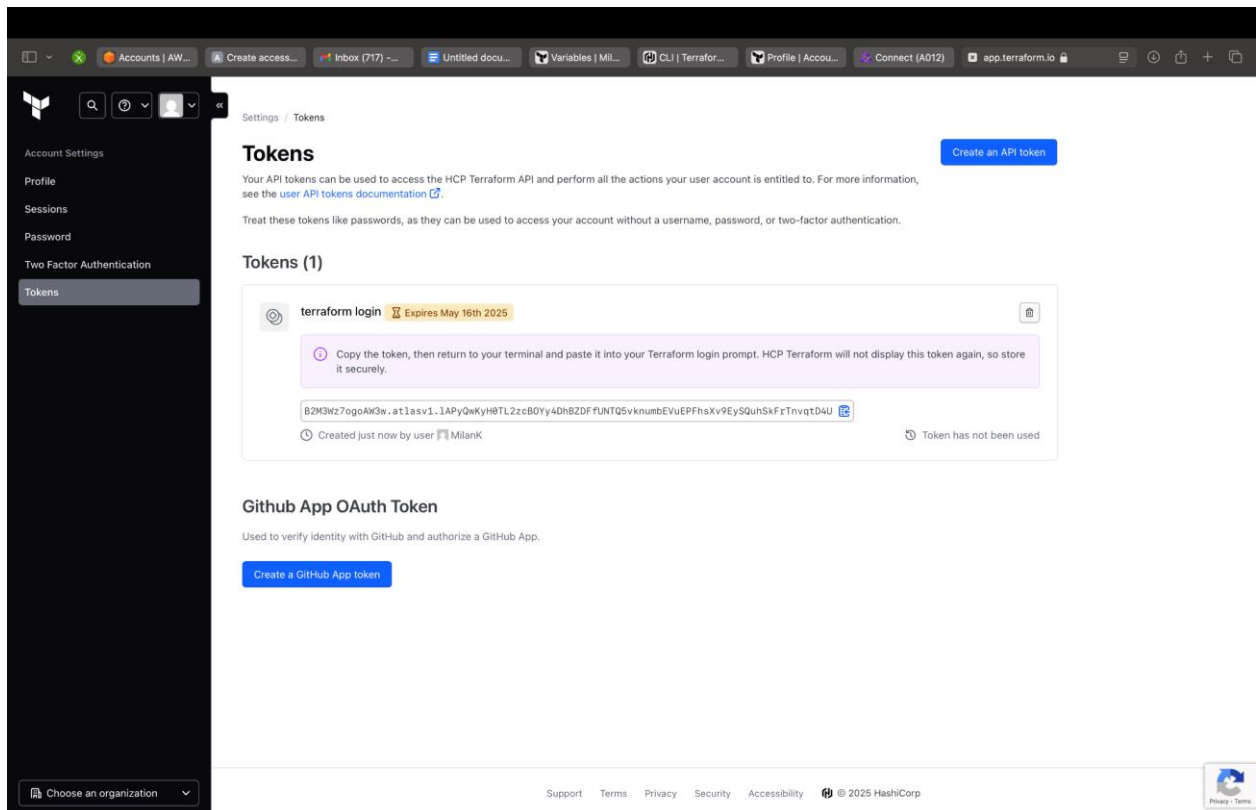 Accounts | AW...
Create access...
Inbox (717) -...
Untitled docu...
Variables | Mil...
CLI | Terrafor...
Profile | Accou...
Connect (A012)
app.terraform.io
Account Settings
Profile
Sessions
Password
Two Factor Authentication
Tokens
Settings / Tokens
Tokens
Create an API token
Your API tokens can be used to access the HCP Terraform API and perform all the actions your user account is entitled to. For more information,
see the user API tokens documentation.
Treat these tokens like passwords, as they can be used to access your account without a username, password, or two-factor authentication.
Tokens (1)
terraform login Expires May 16th 2025
Copy the token, then return to your terminal and paste it into your Terraform login prompt. HCP Terraform will not display this token again, so store
it securely.
Created just now by user MilanK
Token has not been used
Github App OAuth Token
Used to verify identity with GitHub and authorize a GitHub App.
Create a GitHub App token
Choose an organization
Support Terms Privacy Security Accessibility © 2025 HashiCorp
Privacy - Terms